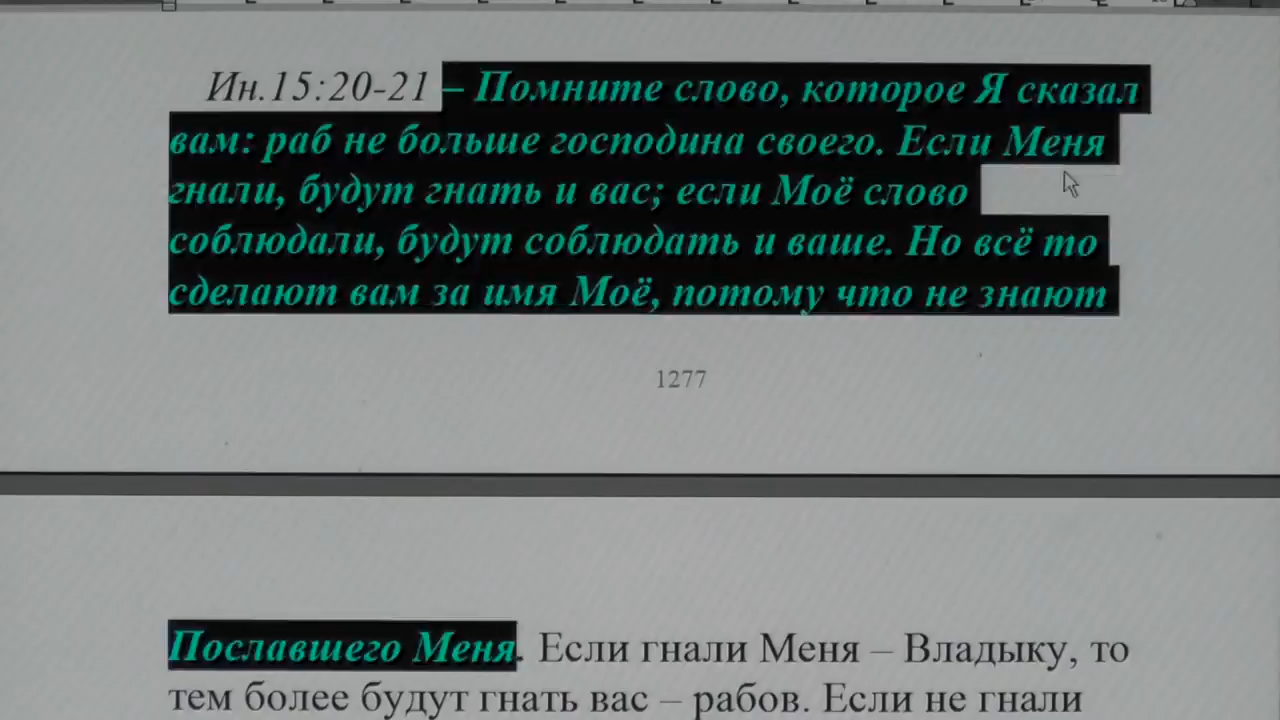 Ин.15:20-21 – Помните слово, которое Я сказал
вам: раб не больше господина своего. Если Меня
гнали, будут гнать и вас; если Моё слово
соблюдали, будут соблюдать и ваше. Но всё то
сделают вам за имя Моё, потому что не знают
1277
Пославшего Меня. Если гнали Меня – Владыку, то
тем более будут гнать вас – рабов. Если не гнали